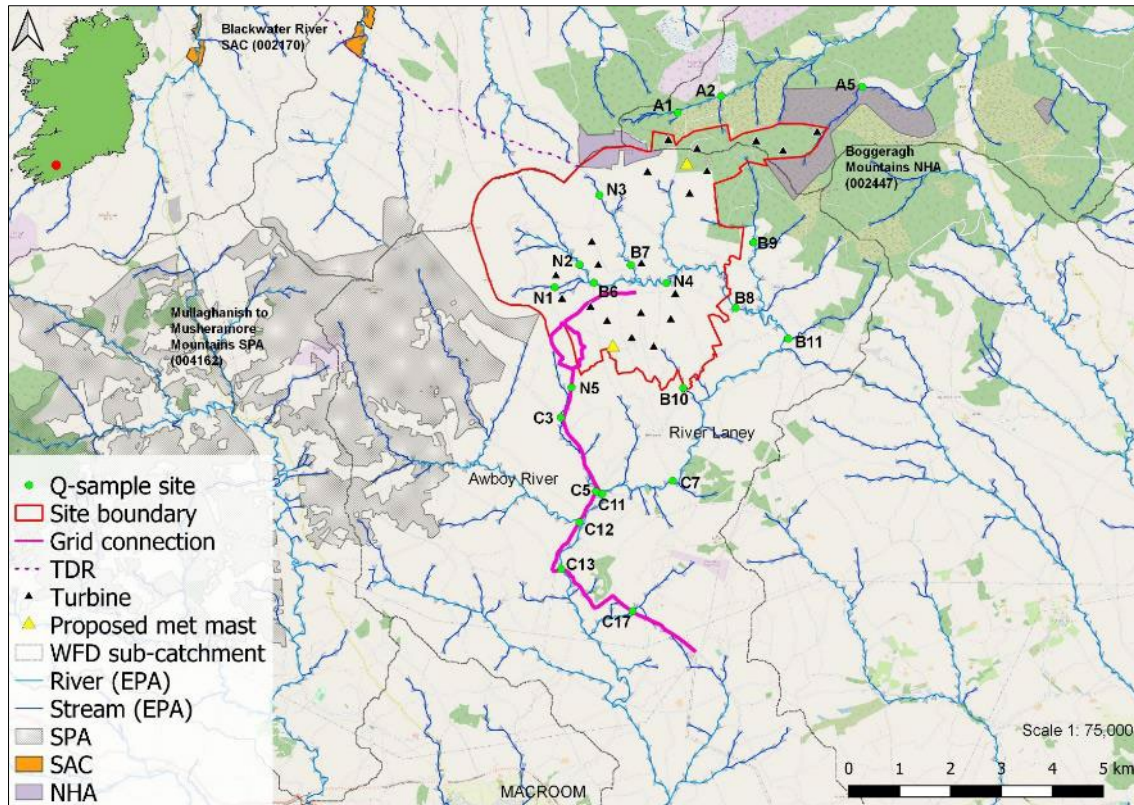 Blackwater River
SAC (002170)
A1
A2
A5
Boggeragh
Mountains NHA
(002447)
N3
B9
N2
B7
N1
B6
N4
B8
B11
Mullaghanish to
Musheramore
Mountains SPA
(004162)
N5
B10
C3
River Laney
Awboy River
C5
C11
C7
C12
C13
C17
Q-sample site
Site boundary
Grid connection
TDR
Turbine
Proposed met mast
WFD sub-catchment
River (EPA)
Stream (EPA)
SPA
SAC
NHA
MACROOM
Scale 1: 75,000
0 1 2 3 4 5 km